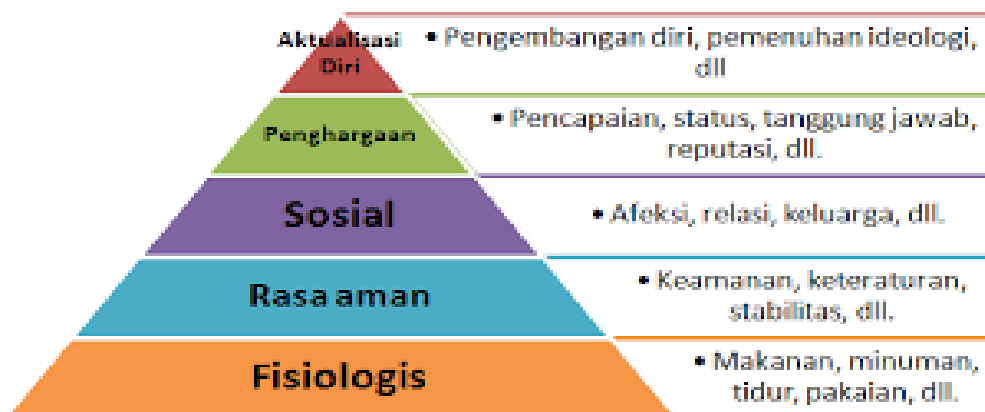 Aktualisasi
Diri
• Pengembangan diri, pemenuhan ideologi,
dll
Penghargaan
• Pencapaian, status, tanggung jawab,
reputasi, dll.
Sosial
• Afeksi, relasi, keluarga, dll.
Rasa aman
• Keamanan, keteraturan,
stabilitas, dll.
Fisiologis
• Makanan, minuman,
tidur, pakaian, dll.